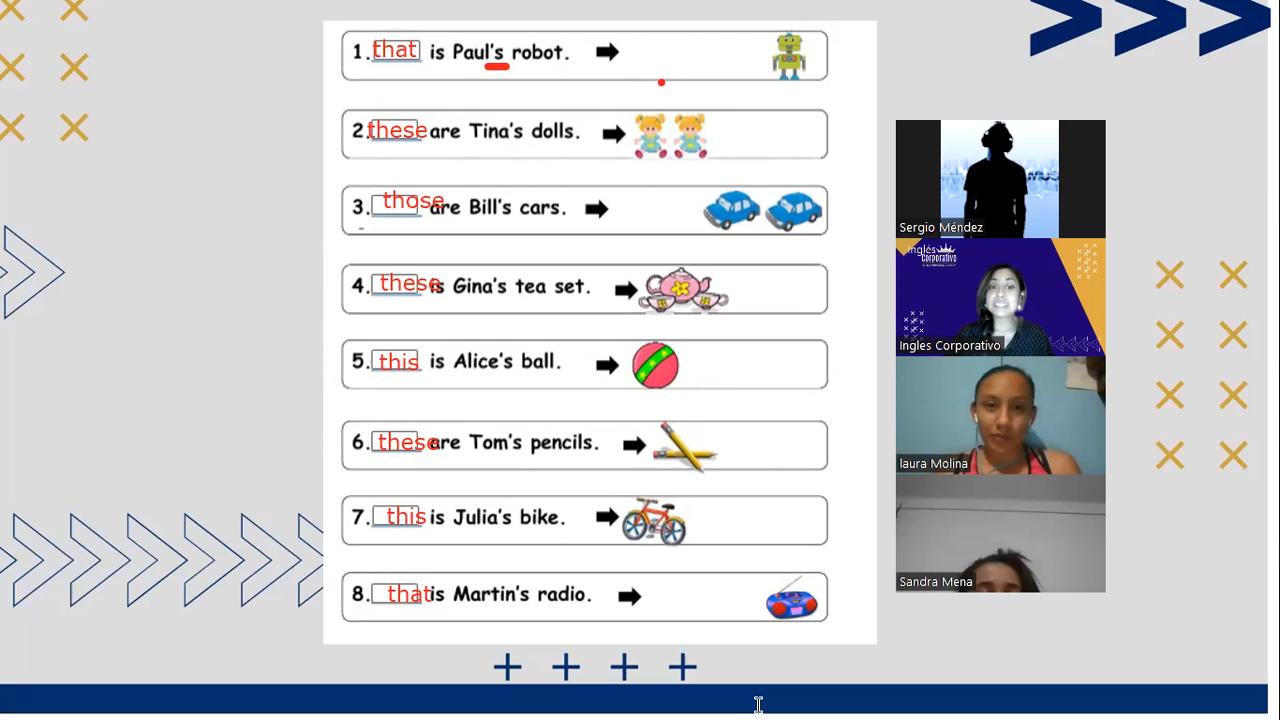 1. that is Paul's robot.
2. these are Tina's dolls.
3. those are Bill's cars.
4. these is Gina's tea set.
5. this is Alice's ball.
6. these are Tom's pencils.
7. this is Julia's bike.
8. that is Martin's radio.
Sergio Méndez
Inglés
Corporativo
Ingles Corporativo
laura Molina
Sandra Mena